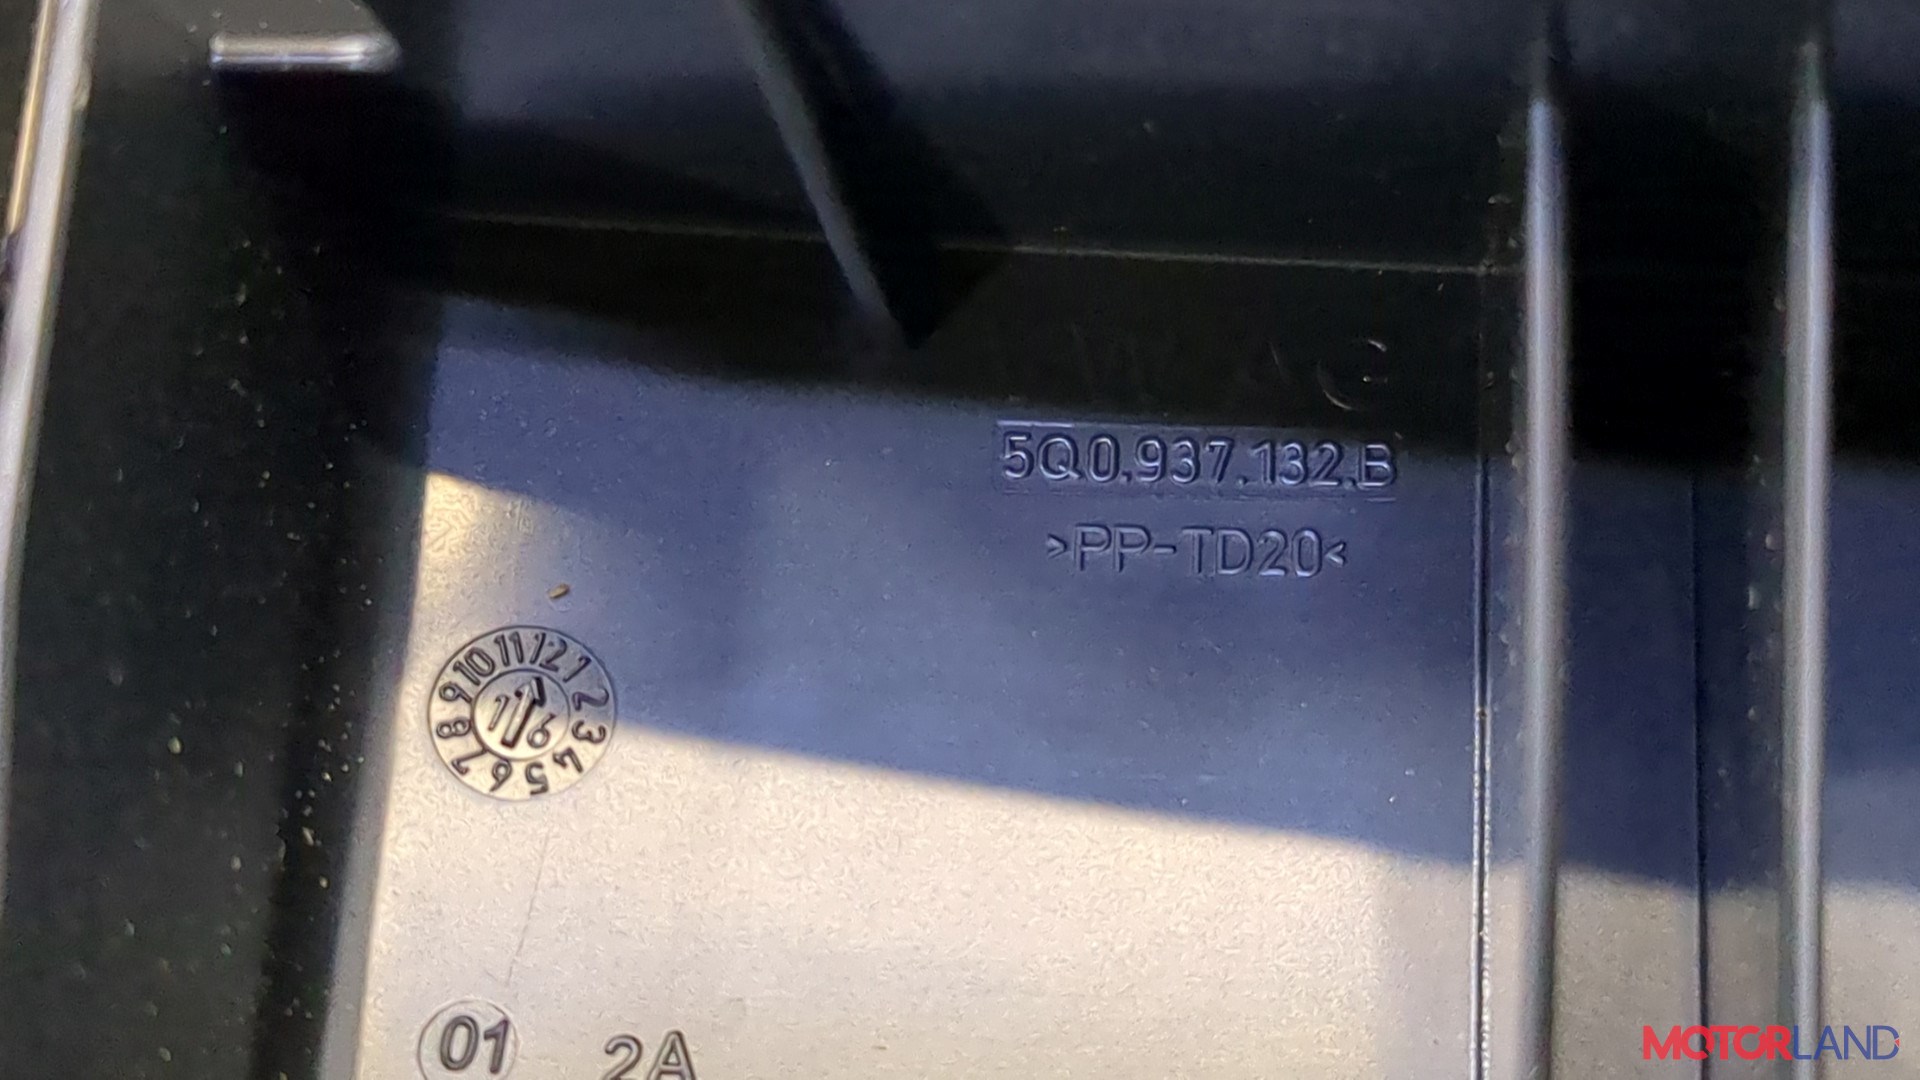 5Q0.937.132.B
>PP-TD20<
1 2 3 4 5 6 7 8 9 10 11 12
16
01
2A
MOTORLAND